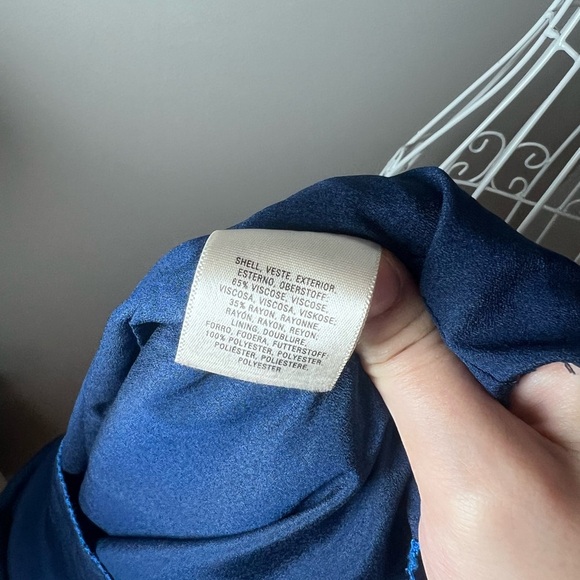 SHELL, VESTE, EXTERIOR,
ESTERNO, OBERSTOFF:
65% VISCOSE, VISCOSE,
VISCOSA, VISCOSA, VISKOSE:
35% RAYON, RAYONNE,
RAYÓN, RAYON, REYON:
LINING, DOUBLURE,
FORRO, FODERA, FUTTERSTOFF:
100% POLYESTER, POLYESTER,
POLIÉSTER, POLIESTERE,
POLYESTER